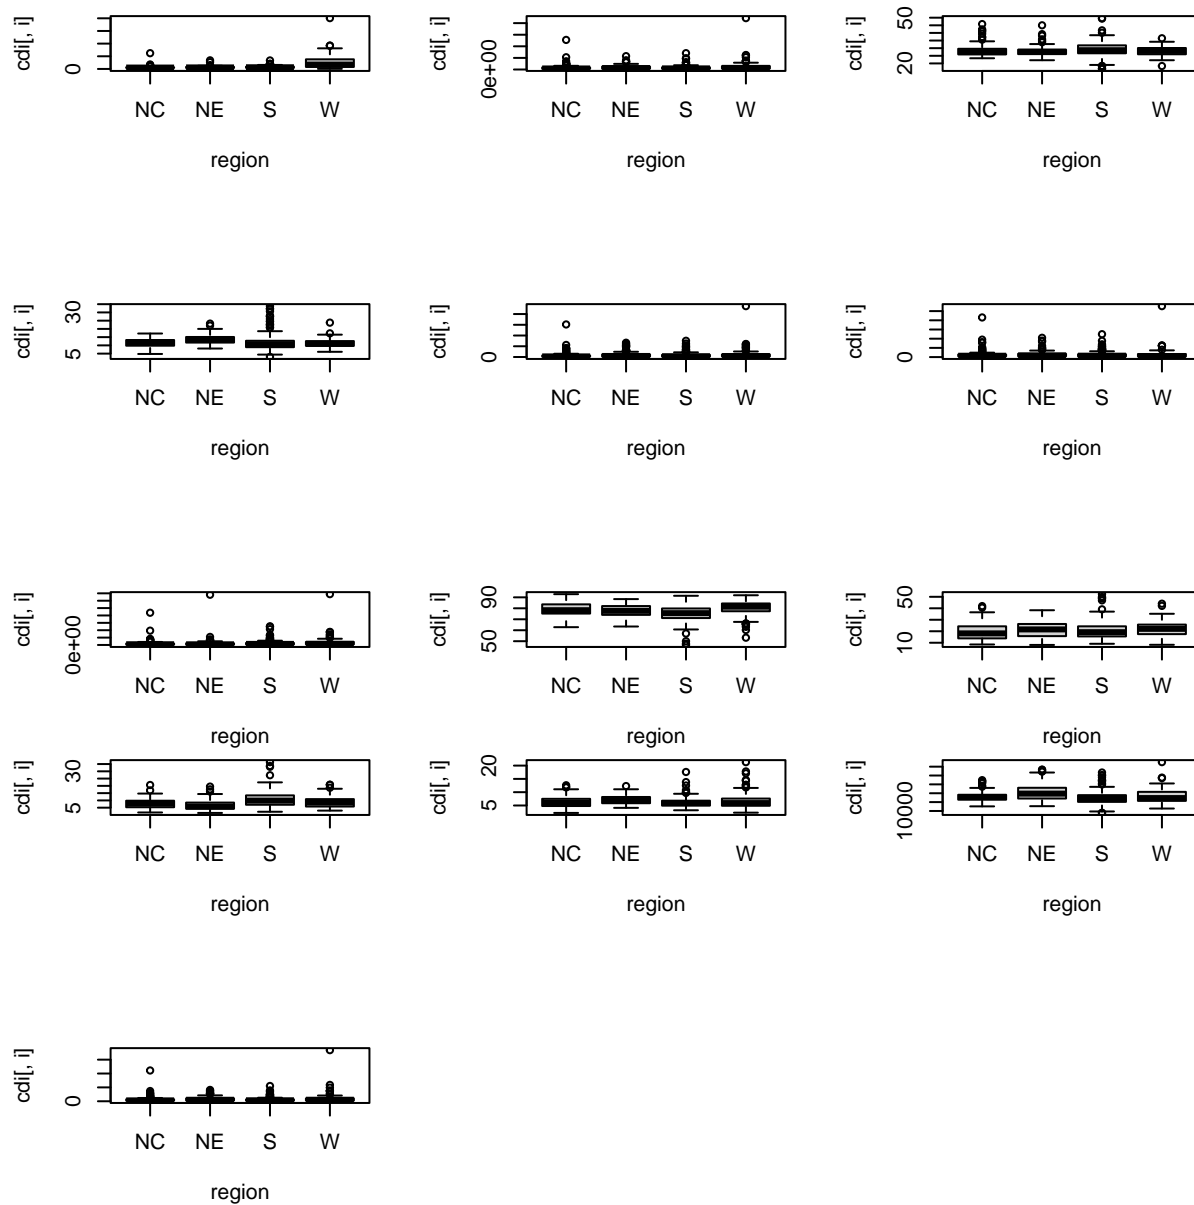 cdi[, i]
0
NC NE S W
region
cdi[, i]
0e+00
NC NE S W
region
cdi[, i]
20 50
NC NE S W
region
cdi[, i]
5 30
NC NE S W
region
cdi[, i]
0
NC NE S W
region
cdi[, i]
0
NC NE S W
region
cdi[, i]
0e+00
NC NE S W
region
cdi[, i]
50 90
NC NE S W
region
cdi[, i]
10 50
NC NE S W
region
cdi[, i]
5 30
NC NE S W
region
cdi[, i]
5 20
NC NE S W
region
cdi[, i]
10000
NC NE S W
region
cdi[, i]
0
NC NE S W
region